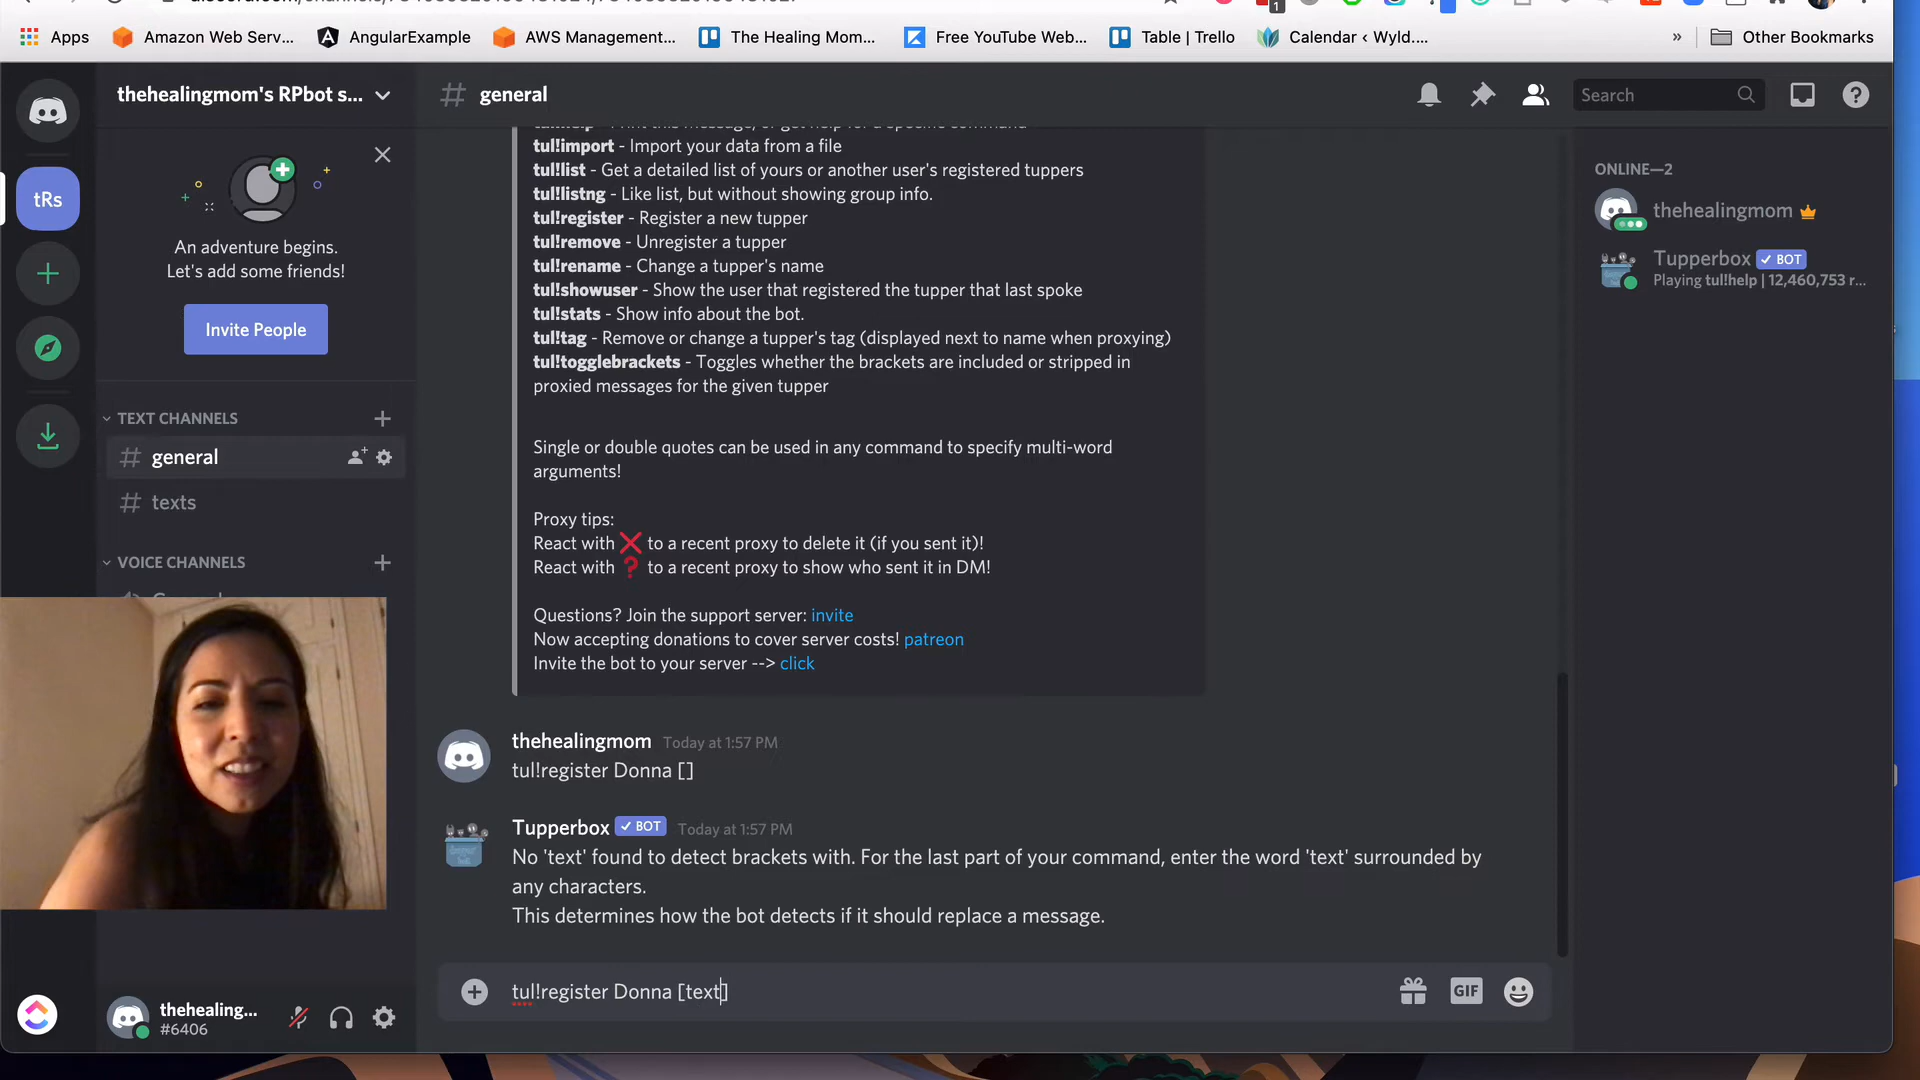 Apps
Amazon Web Serv...
AngularExample
AWS Management...
The Healing Mom...
Free YouTube Web...
Table | Trello
Calendar ‹ Wyld....
»
Other Bookmarks
1
thehealingmom's RPbot s...
general
Search
tRs
An adventure begins.
Let's add some friends!
Invite People
TEXT CHANNELS
general
texts
VOICE CHANNELS
tul!import - Import your data from a file
tul!list - Get a detailed list of yours or another user's registered tuppers
tul!listng - Like list, but without showing group info.
tul!register - Register a new tupper
tul!remove - Unregister a tupper
tul!rename - Change a tupper's name
tul!showuser - Show the user that registered the tupper that last spoke
tul!stats - Show info about the bot.
tul!tag - Remove or change a tupper's tag (displayed next to name when proxying)
tul!togglebrackets - Toggles whether the brackets are included or stripped in
proxied messages for the given tupper
Single or double quotes can be used in any command to specify multi-word
arguments!
Proxy tips:
React with ❌ to a recent proxy to delete it (if you sent it)!
React with ❓ to a recent proxy to show who sent it in DM!
Questions? Join the support server: invite
Now accepting donations to cover server costs! patreon
Invite the bot to your server --> click
thehealingmom Today at 1:57 PM
tul!register Donna []
Tupperbox ✓ BOT Today at 1:57 PM
No 'text' found to detect brackets with. For the last part of your command, enter the word 'text' surrounded by
any characters.
This determines how the bot detects if it should replace a message.
tul!register Donna [text]
GIF
ONLINE—2
thehealingmom
Tupperbox ✓ BOT
Playing tul!help | 12,460,753 r...
thehealing...
#6406